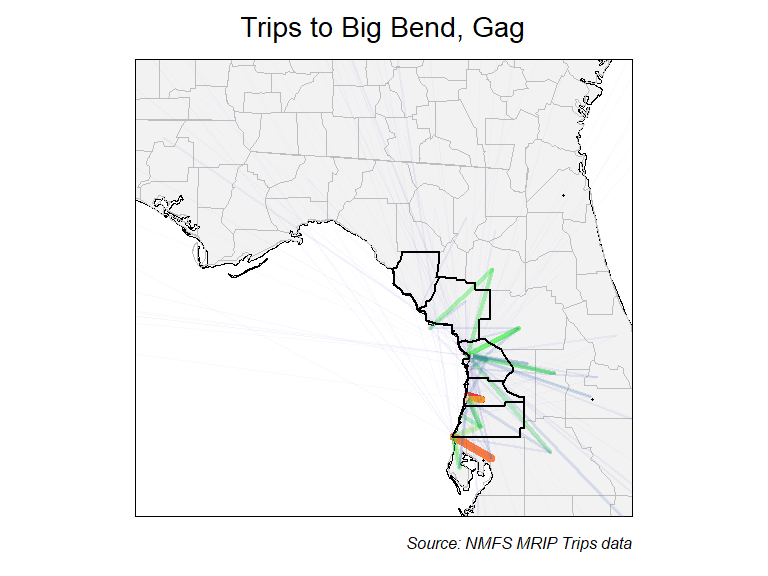 Trips to Big Bend, Gag
Source: NMFS MRIP Trips data